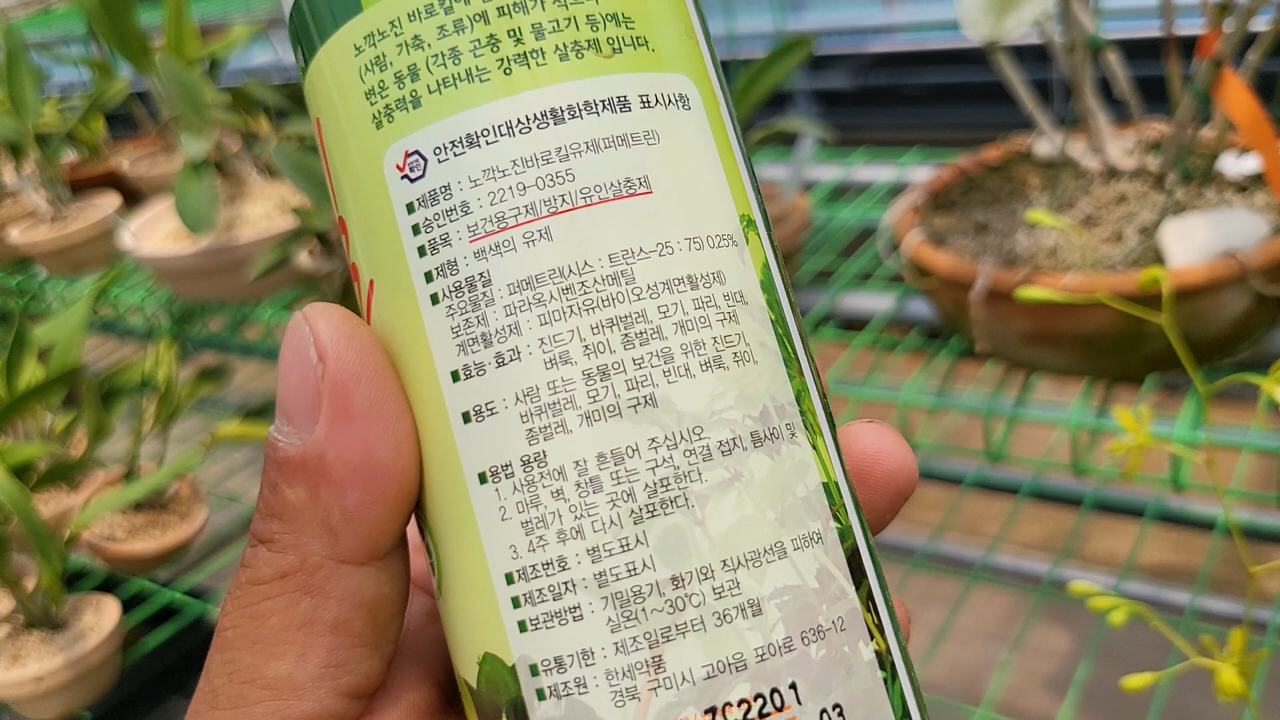 노깍노진 바로킬에
(사람, 가축, 조류)에 피해가 적으
변온 동물 (각종 곤충 및 물고기 등)에는
살충력을 나타내는 강력한 살충제 입니다.
안전확인대상생활화학제품 표시사항
■제품명 : 노깍노진바로킬유제(퍼메트린)
■승인번호 : 2219-0355
■품목 : 보건용구제/방지/유인살충제
■제형 : 백색의 유제
■사용물질
주요물질 : 퍼메트린(시스 : 트란스-25 : 75) 0.25%
보존제 : 파라옥시벤조산메틸
계면활성제 : 피마자유(바이오성계면활성제)
■효능·효과 : 진드기, 바퀴벌레, 모기, 파리, 빈대,
벼룩, 쥐이, 좀벌레, 개미의 구제
■용도 : 사람 또는 동물의 보건을 위한 진드기,
바퀴벌레, 모기, 파리, 빈대, 벼룩, 쥐이,
좀벌레, 개미의 구제
■용법 용량
1. 사용전에 잘 흔들어 주십시오
2. 마루, 벽, 창틀 또는 구석, 연결 접지, 틈사이 및
벌레가 있는 곳에 살포한다.
3. 4주 후에 다시 살포한다.
■제조번호 : 별도표시
■제조일자 : 별도표시
■보관방법 : 기밀용기, 화기와 직사광선을 피하여
실온(1~30℃) 보관
■유통기한 : 제조일로부터 36개월
■제조원 : 한세약품
경북 구미시 고아읍 포아로 636-12
7C2201
03